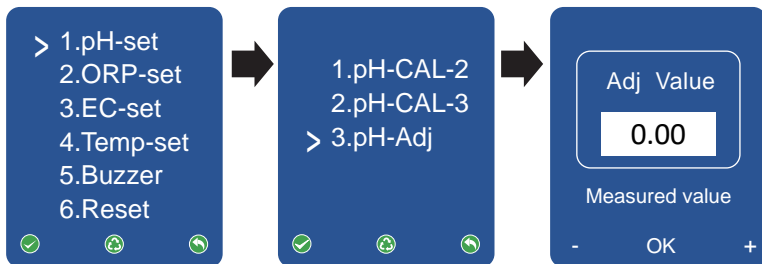 > 1.pH-set
2.ORP-set
3.EC-set
4.Temp-set
5.Buzzer
6.Reset
1.pH-CAL-2
2.pH-CAL-3
> 3.pH-Adj
Adj Value
0.00
Measured value
- OK +